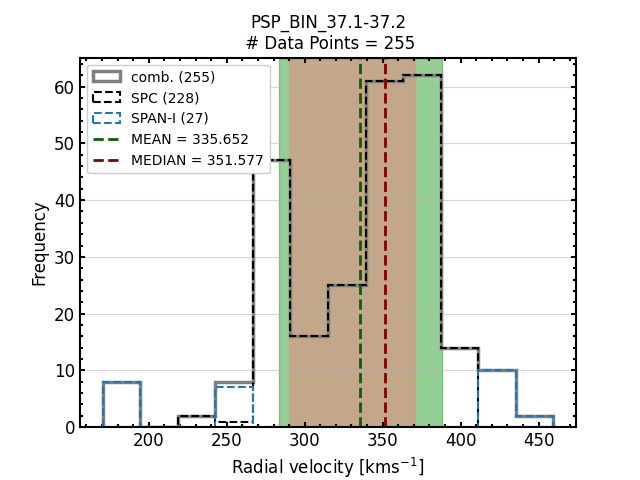 PSP_BIN_37.1-37.2
# Data Points = 255
comb. (255)
SPC (228)
SPAN-I (27)
MEAN = 335.652
MEDIAN = 351.577
Frequency
60
50
40
30
20
10
0
200 250 300 350 400 450
Radial velocity [kms⁻¹]